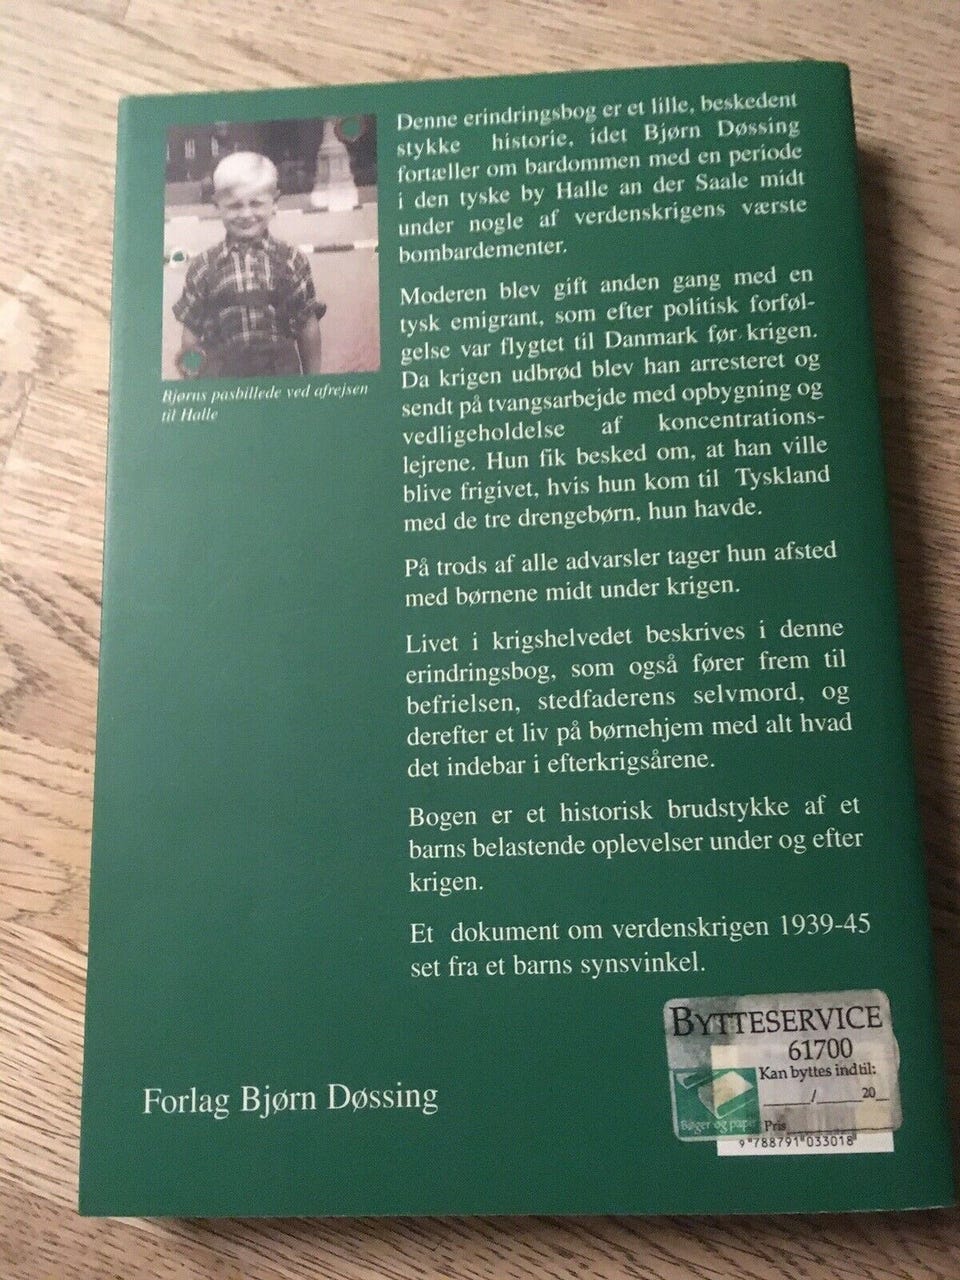 Denne erindringsbog er et lille, beskedent
stykke historie, idet Bjørn Døssing
fortæller om bardommen med en periode
i den tyske by Halle an der Saale midt
under nogle af verdenskrigens værste
bombardementer.
Moderen blev gift anden gang med en
tysk emigrant, som efter politisk forføl-
gelse var flygtet til Danmark før krigen.
Da krigen udbrød blev han arresteret og
sendt på tvangsarbejde med opbygning og
vedligeholdelse af koncentrations-
lejrene. Hun fik besked om, at han ville
blive frigivet, hvis hun kom til Tyskland
med de tre drengebørn, hun havde.
På trods af alle advarsler tager hun afsted
med børnene midt under krigen.
Livet i krigshelvedet beskrives i denne
erindringsbog, som også fører frem til
befrielsen, stedfaderens selvmord, og
derefter et liv på børnehjem med alt hvad
det indebar i efterkrigsårene.
Bogen er et historisk brudstykke af et
barns belastende oplevelser under og efter
krigen.
Et dokument om verdenskrigen 1939-45
set fra et barns synsvinkel.
Bjørns pasbillede ved afrejsen
til Halle
Forlag Bjørn Døssing
BYTTESERVICE
61700
Kan byttes indtil:
____/____20__
Bøger og papir
Pris
9 788791 033018